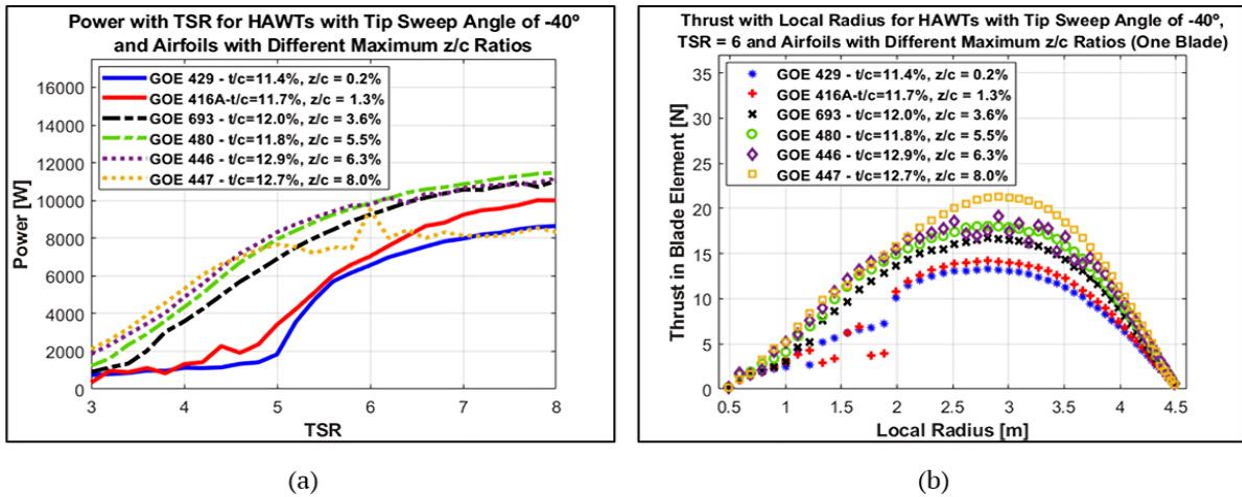 Power with TSR for HAWTs with Tip Sweep Angle of -40º
and Airfoils with Different Maximum z/c Ratios
16000
14000
12000
10000
8000
6000
4000
2000
0
Power [W]
GOE 429 - t/c=11.4%, z/c = 0.2%
GOE 416A-t/c=11.7%, z/c = 1.3%
GOE 693 - t/c=12.0%, z/c = 3.6%
GOE 480 - t/c=11.8%, z/c = 5.5%
GOE 446 - t/c=12.9%, z/c = 6.3%
GOE 447 - t/c=12.7%, z/c = 8.0%
3 4 5 6 7 8
TSR
(a)
Thrust with Local Radius for HAWTs with Tip Sweep Angle of -40º,
TSR = 6 and Airfoils with Different Maximum z/c Ratios (One Blade)
35
30
25
20
15
10
5
0
Thrust in Blade Element [N]
GOE 429 - t/c=11.4%, z/c = 0.2%
GOE 416A-t/c=11.7%, z/c = 1.3%
GOE 693 - t/c=12.0%, z/c = 3.6%
GOE 480 - t/c=11.8%, z/c = 5.5%
GOE 446 - t/c=12.9%, z/c = 6.3%
GOE 447 - t/c=12.7%, z/c = 8.0%
0.5 1.0 1.5 2 2.5 3 3.5 4 4.5
Local Radius [m]
(b)